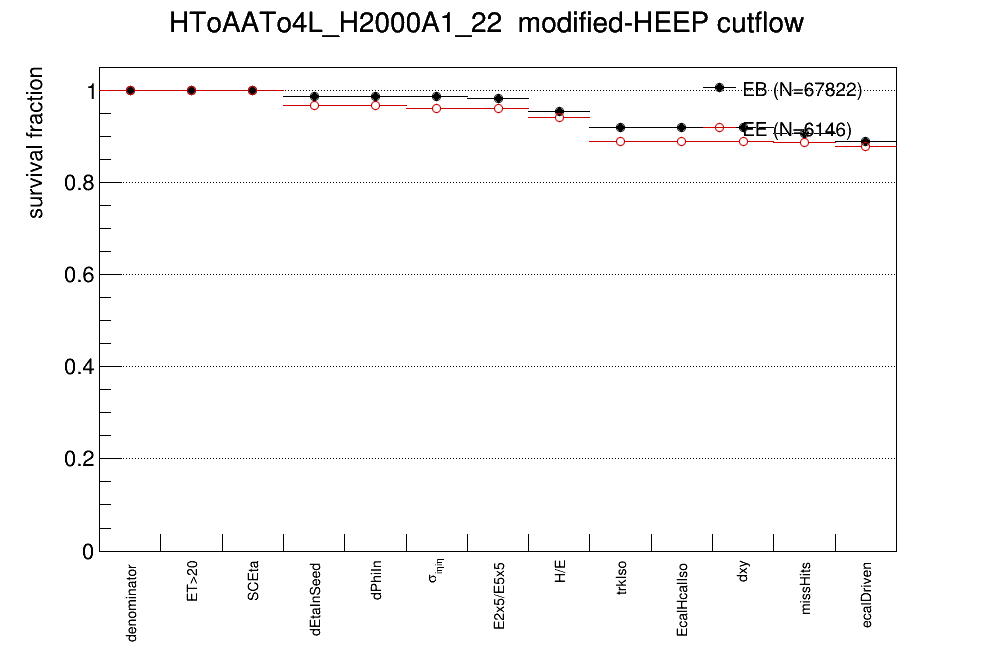 HToAATo4L_H2000A1_22 modified-HEEP cutflow
survival fraction
1
0.8
0.6
0.4
0.2
0
EB (N=67822)
EE (N=6146)
denominator
ET>20
SCEta
dEtaInSeed
dPhiIn
σiηiη
E2x5/E5x5
H/E
trkIso
EcalHcalIso
dxy
missHits
ecalDriven